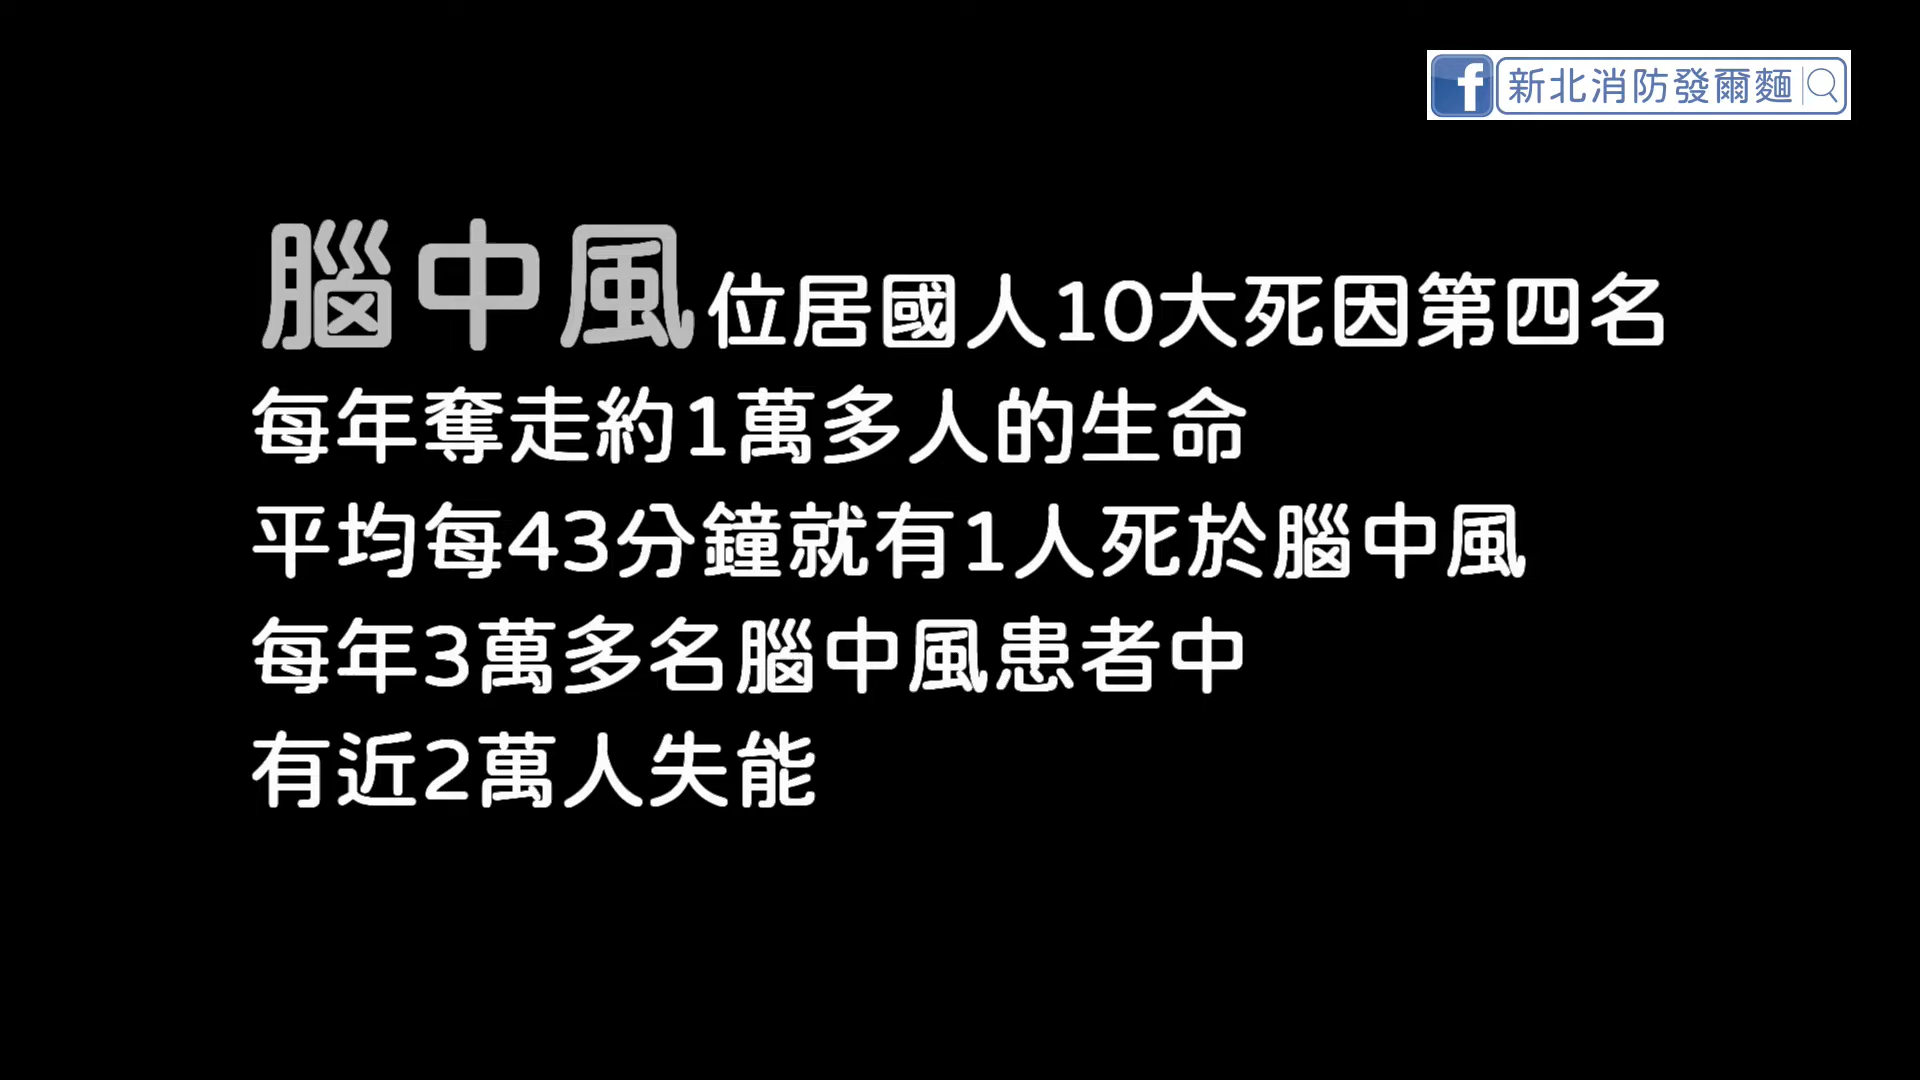 新北消防發爾麵
腦中風位居國人10大死因第四名
每年奪走約1萬多人的生命
平均每43分鐘就有1人死於腦中風
每年3萬多名腦中風患者中
有近2萬人失能